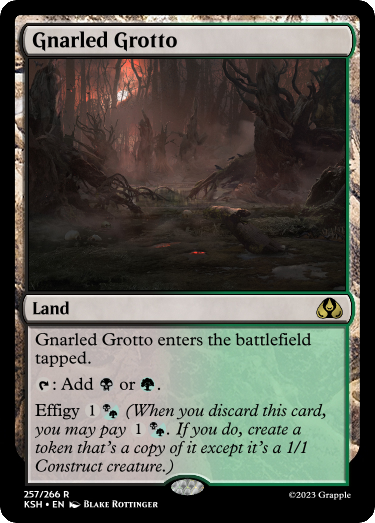 Gnarled Grotto
Land
Gnarled Grotto enters the battlefield
tapped.
: Add or .
Effigy 1 (When you discard this card,
you may pay 1 . If you do, create a
token that's a copy of it except it's a 1/1
Construct creature.)
257/266 R
KSH • EN Blake Rottinger
©2023 Grapple